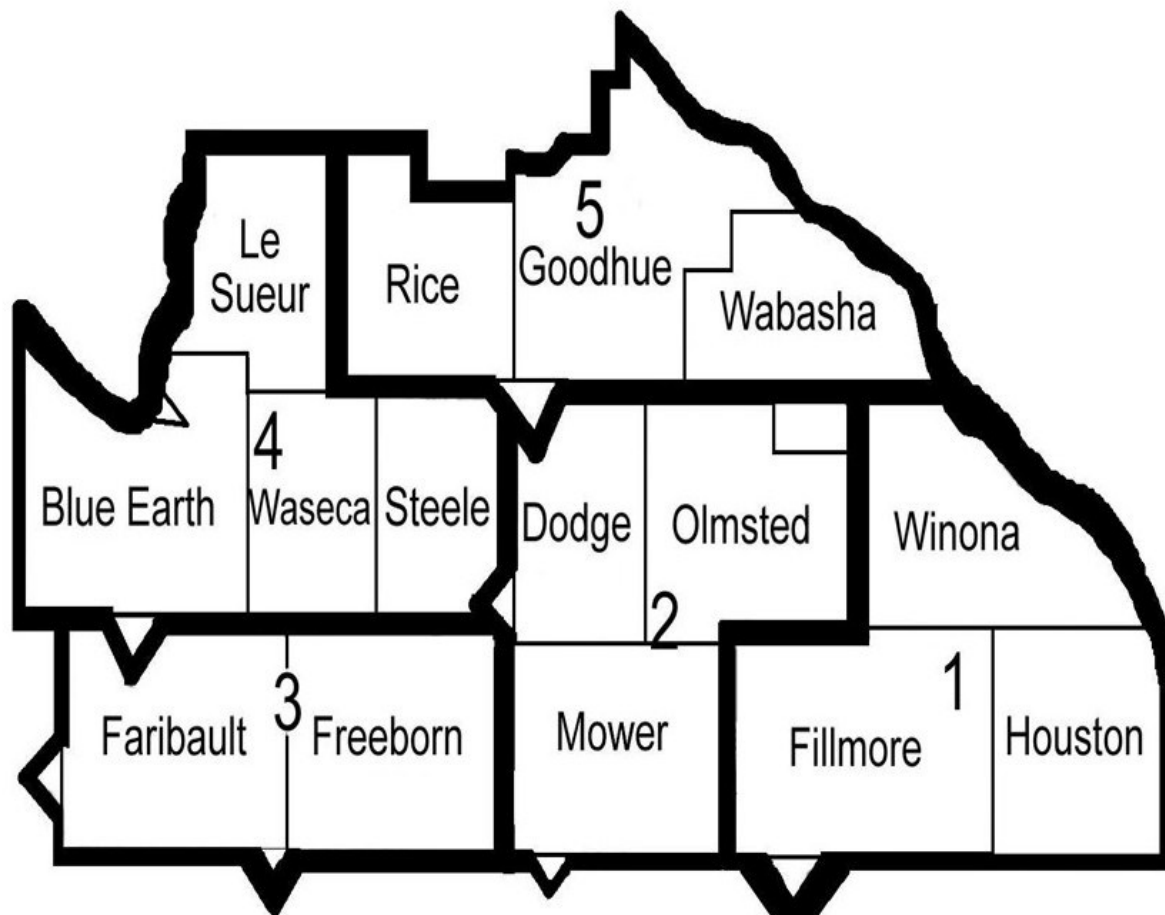 5
Le
Sueur
Rice
Goodhue
Wabasha
4
Blue Earth
Waseca
Steele
Dodge
Olmsted
Winona
2
3
1
Faribault
Freeborn
Mower
Fillmore
Houston